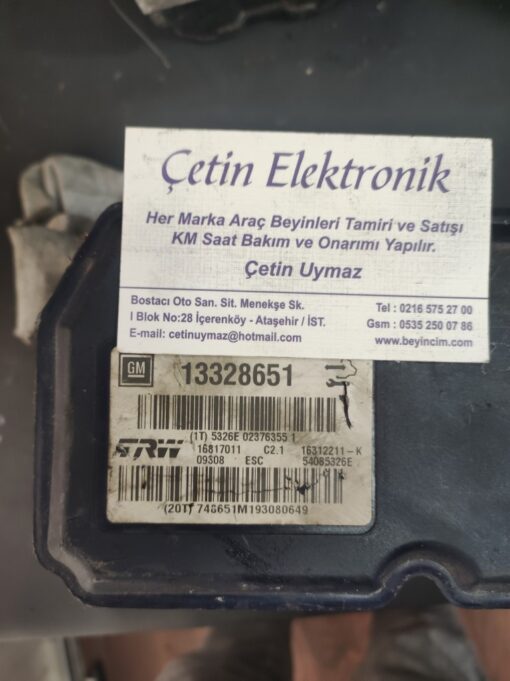 Çetin Elektronik
Her Marka Araç Beyinleri Tamiri ve Satışı
KM Saat Bakım ve Onarımı Yapılır.
Çetin Uymaz
Bostacı Oto San. Sit. Menekşe Sk.
I Blok No:28 İçerenköy - Ataşehir / İST.
E-mail: cetinuymaz@hotmail.com
Tel : 0216 575 27 00
Gsm : 0535 250 07 86
www.beyincim.com
GM 13328651
(1T) 5326E 02376355 1
TRW 16817011 C2.1 16312211-K
09308 ESC 54085326E
(20T) 748651M193080649